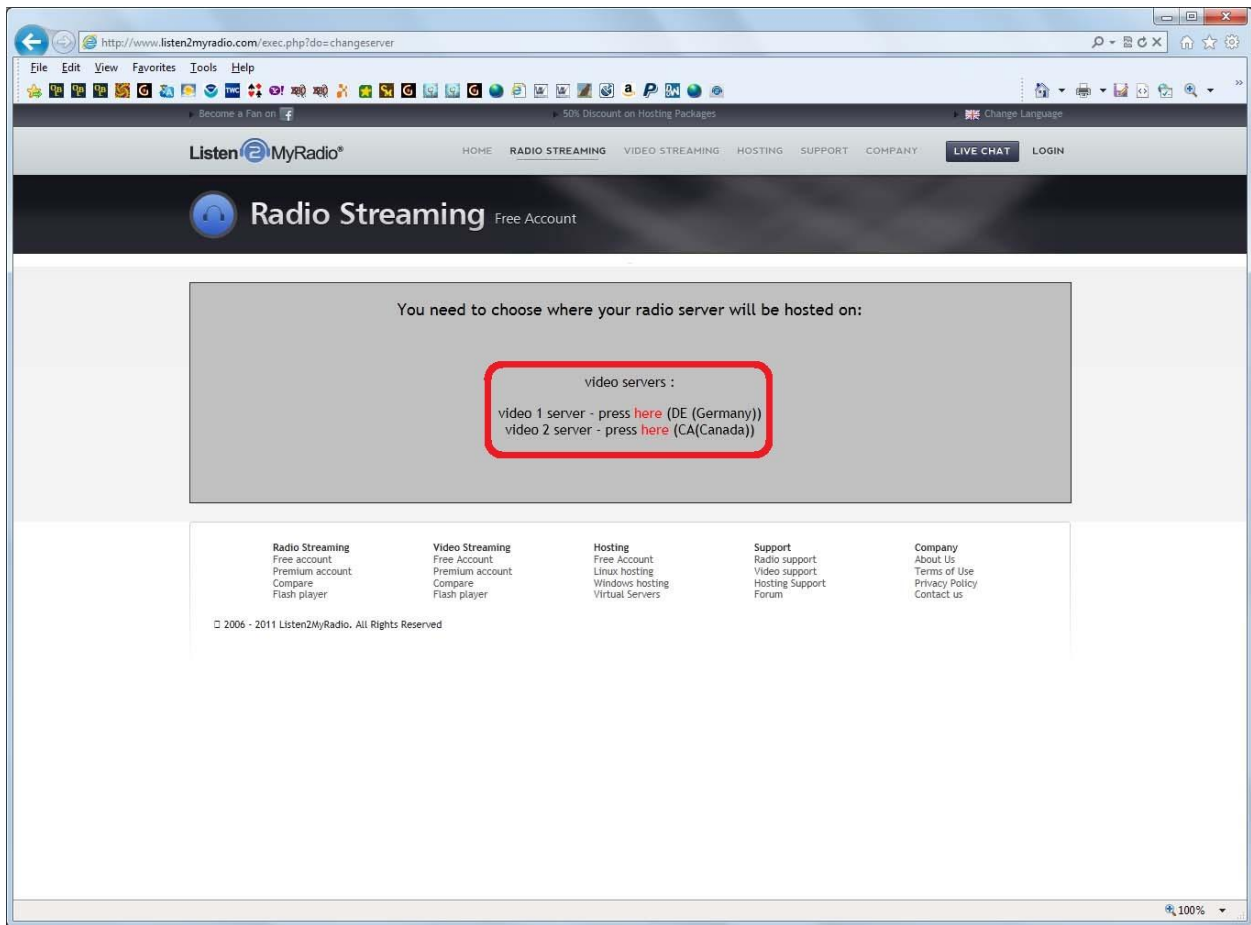 http://www.listen2myradio.com/exec.php?do=changeserver
File Edit View Favorites Tools Help
Become a Fan on
50% Discount on Hosting Packages
Change Language
Listen2MyRadio®
HOME RADIO STREAMING VIDEO STREAMING HOSTING SUPPORT COMPANY LIVE CHAT LOGIN
Radio Streaming Free Account
You need to choose where your radio server will be hosted on:
video servers :
video 1 server - press here (DE (Germany))
video 2 server - press here (CA(Canada))
Radio Streaming
Free account
Premium account
Compare
Flash player
Video Streaming
Free Account
Premium account
Compare
Flash player
Hosting
Free Account
Linux hosting
Windows hosting
Virtual Servers
Support
Radio support
Video support
Hosting Support
Forum
Company
About Us
Terms of Use
Privacy Policy
Contact us
2006 - 2011 Listen2MyRadio. All Rights Reserved
100%